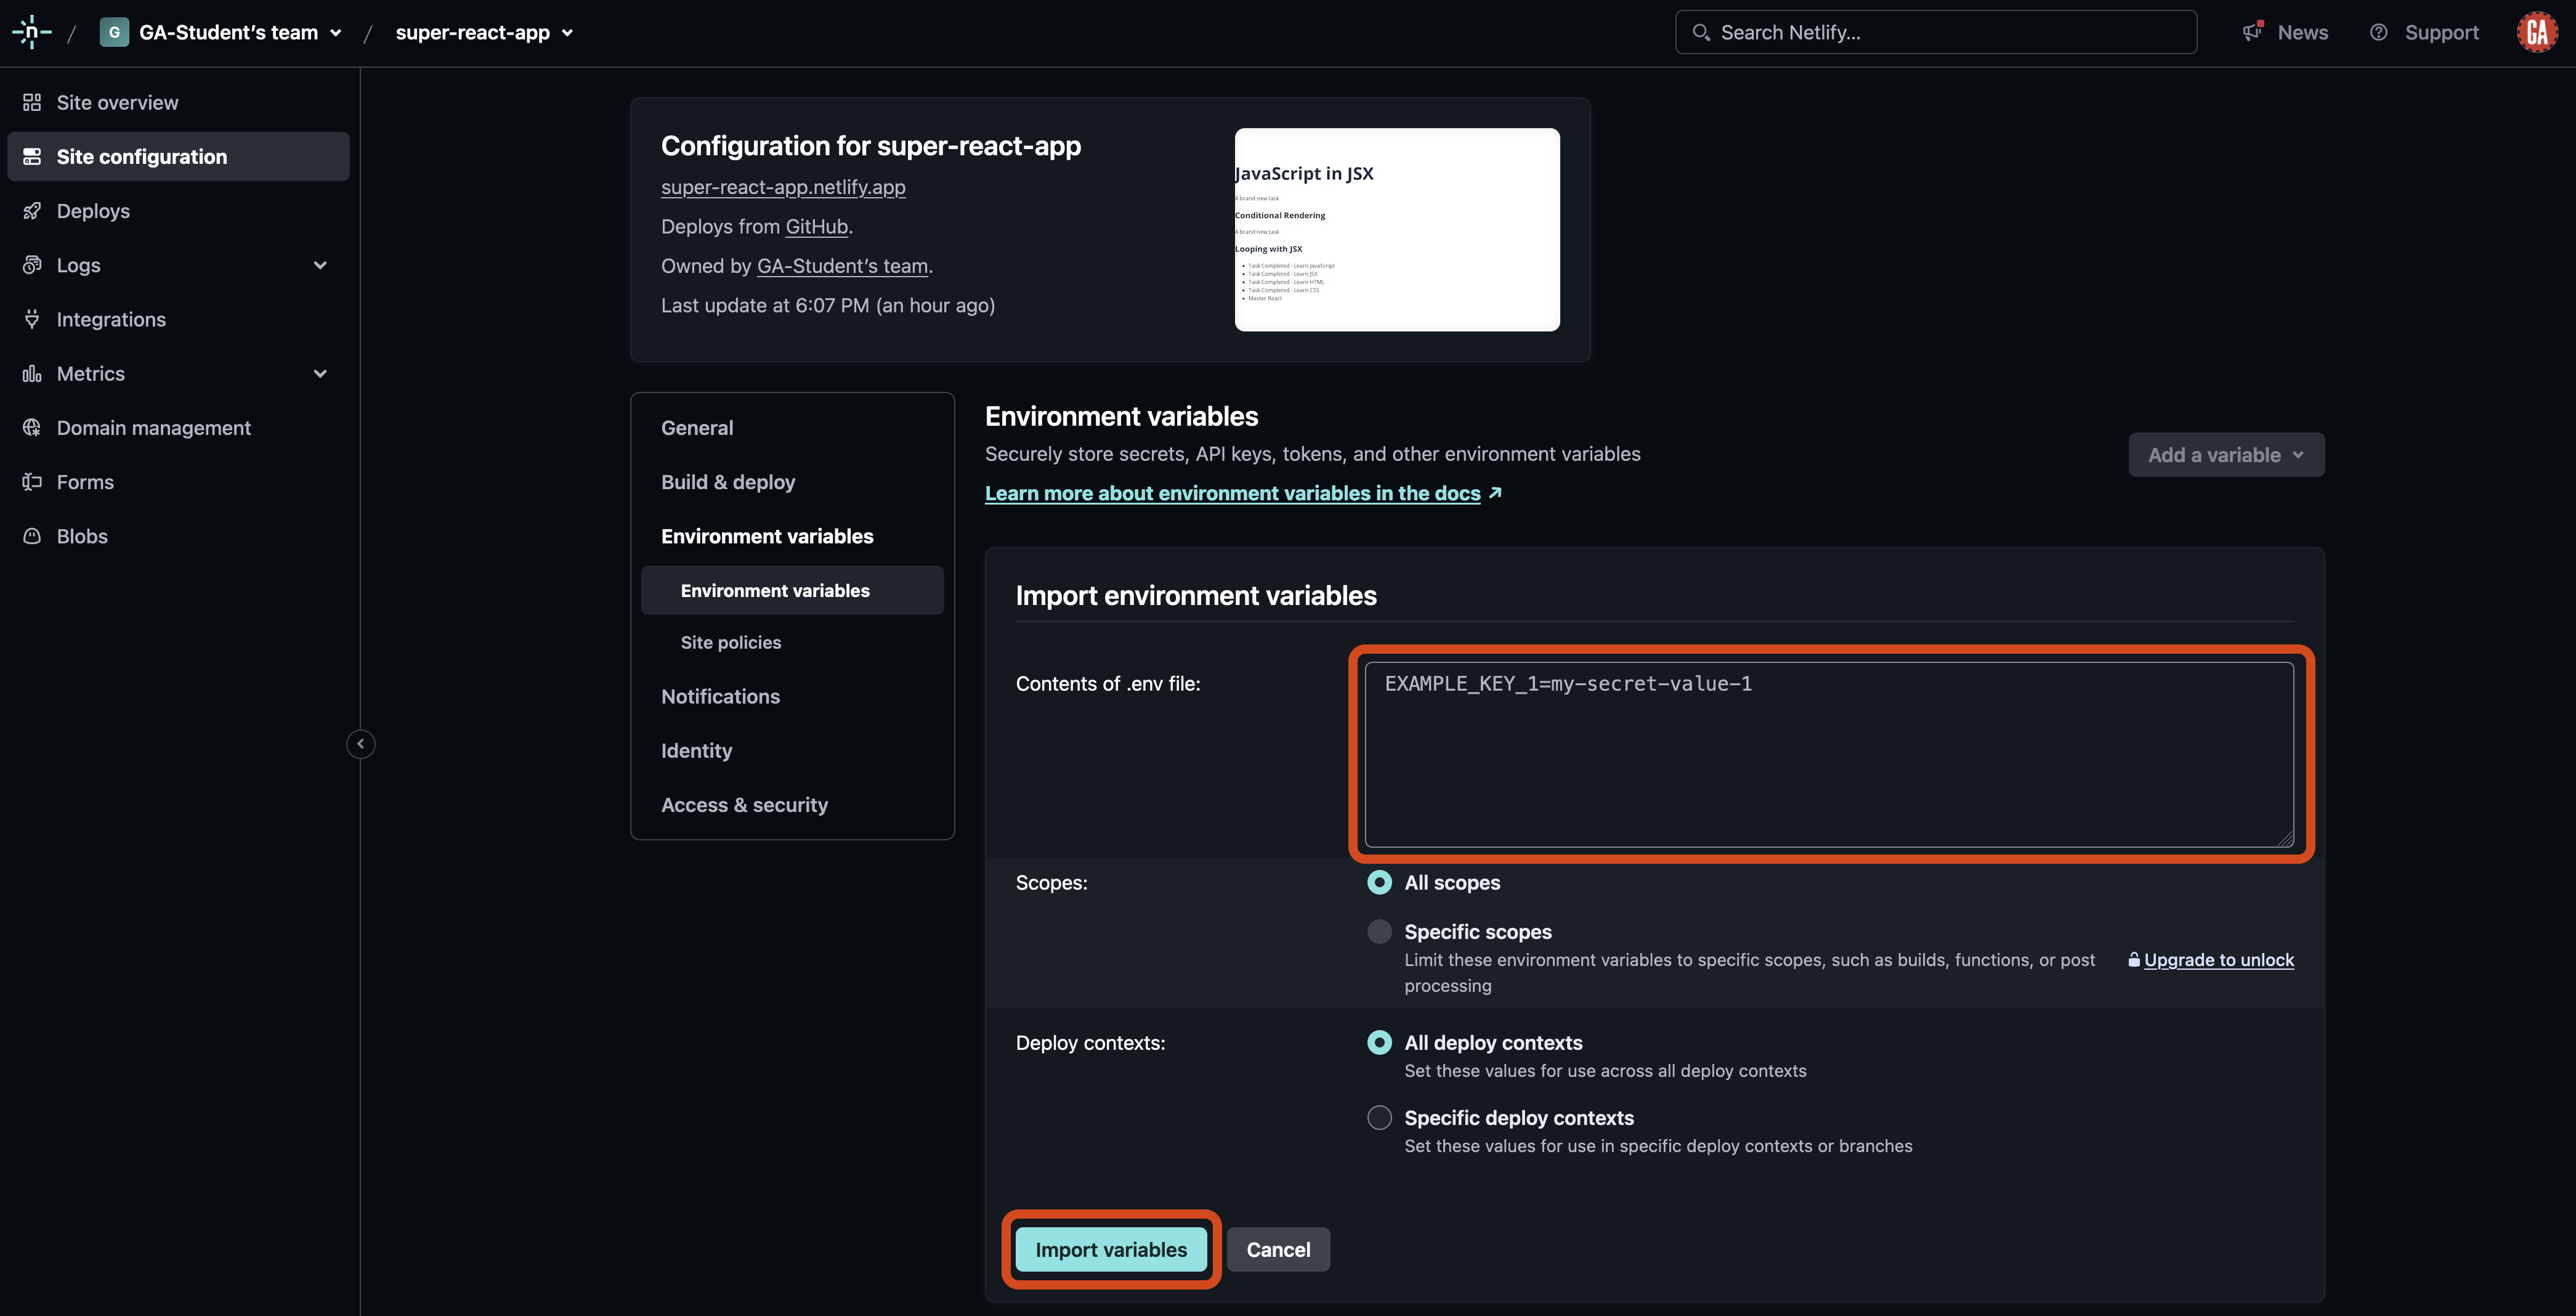 n / G GA-Student's team / super-react-app
Search Netlify...
News
Support
GA
Site overview
Site configuration
Deploys
Logs
Integrations
Metrics
Domain management
Forms
Blobs
Configuration for super-react-app
super-react-app.netlify.app
Deploys from GitHub.
Owned by GA-Student's team.
Last update at 6:07 PM (an hour ago)
JavaScript in JSX
A brand new task
Conditional Rendering
A brand new task
Looping with JSX
Task Completed - Learn JavaScript
Task Completed - Learn JSX
Task Completed - Learn HTML
Task Completed - Learn CSS
Master React
General
Build & deploy
Environment variables
Environment variables
Site policies
Notifications
Identity
Access & security
Environment variables
Securely store secrets, API keys, tokens, and other environment variables
Learn more about environment variables in the docs
Add a variable
Import environment variables
Contents of .env file:
EXAMPLE_KEY_1=my-secret-value-1
Scopes:
All scopes
Specific scopes
Limit these environment variables to specific scopes, such as builds, functions, or post
processing
Upgrade to unlock
Deploy contexts:
All deploy contexts
Set these values for use across all deploy contexts
Specific deploy contexts
Set these values for use in specific deploy contexts or branches
Import variables
Cancel